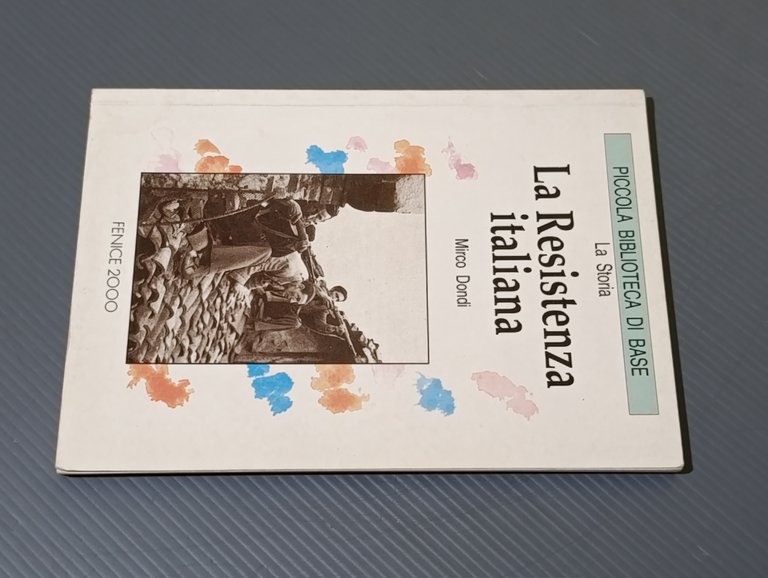 PICCOLA BIBLIOTECA DI BASE
La Storia
La Resistenza
italiana
Mirco Dondi
FENICE 2000